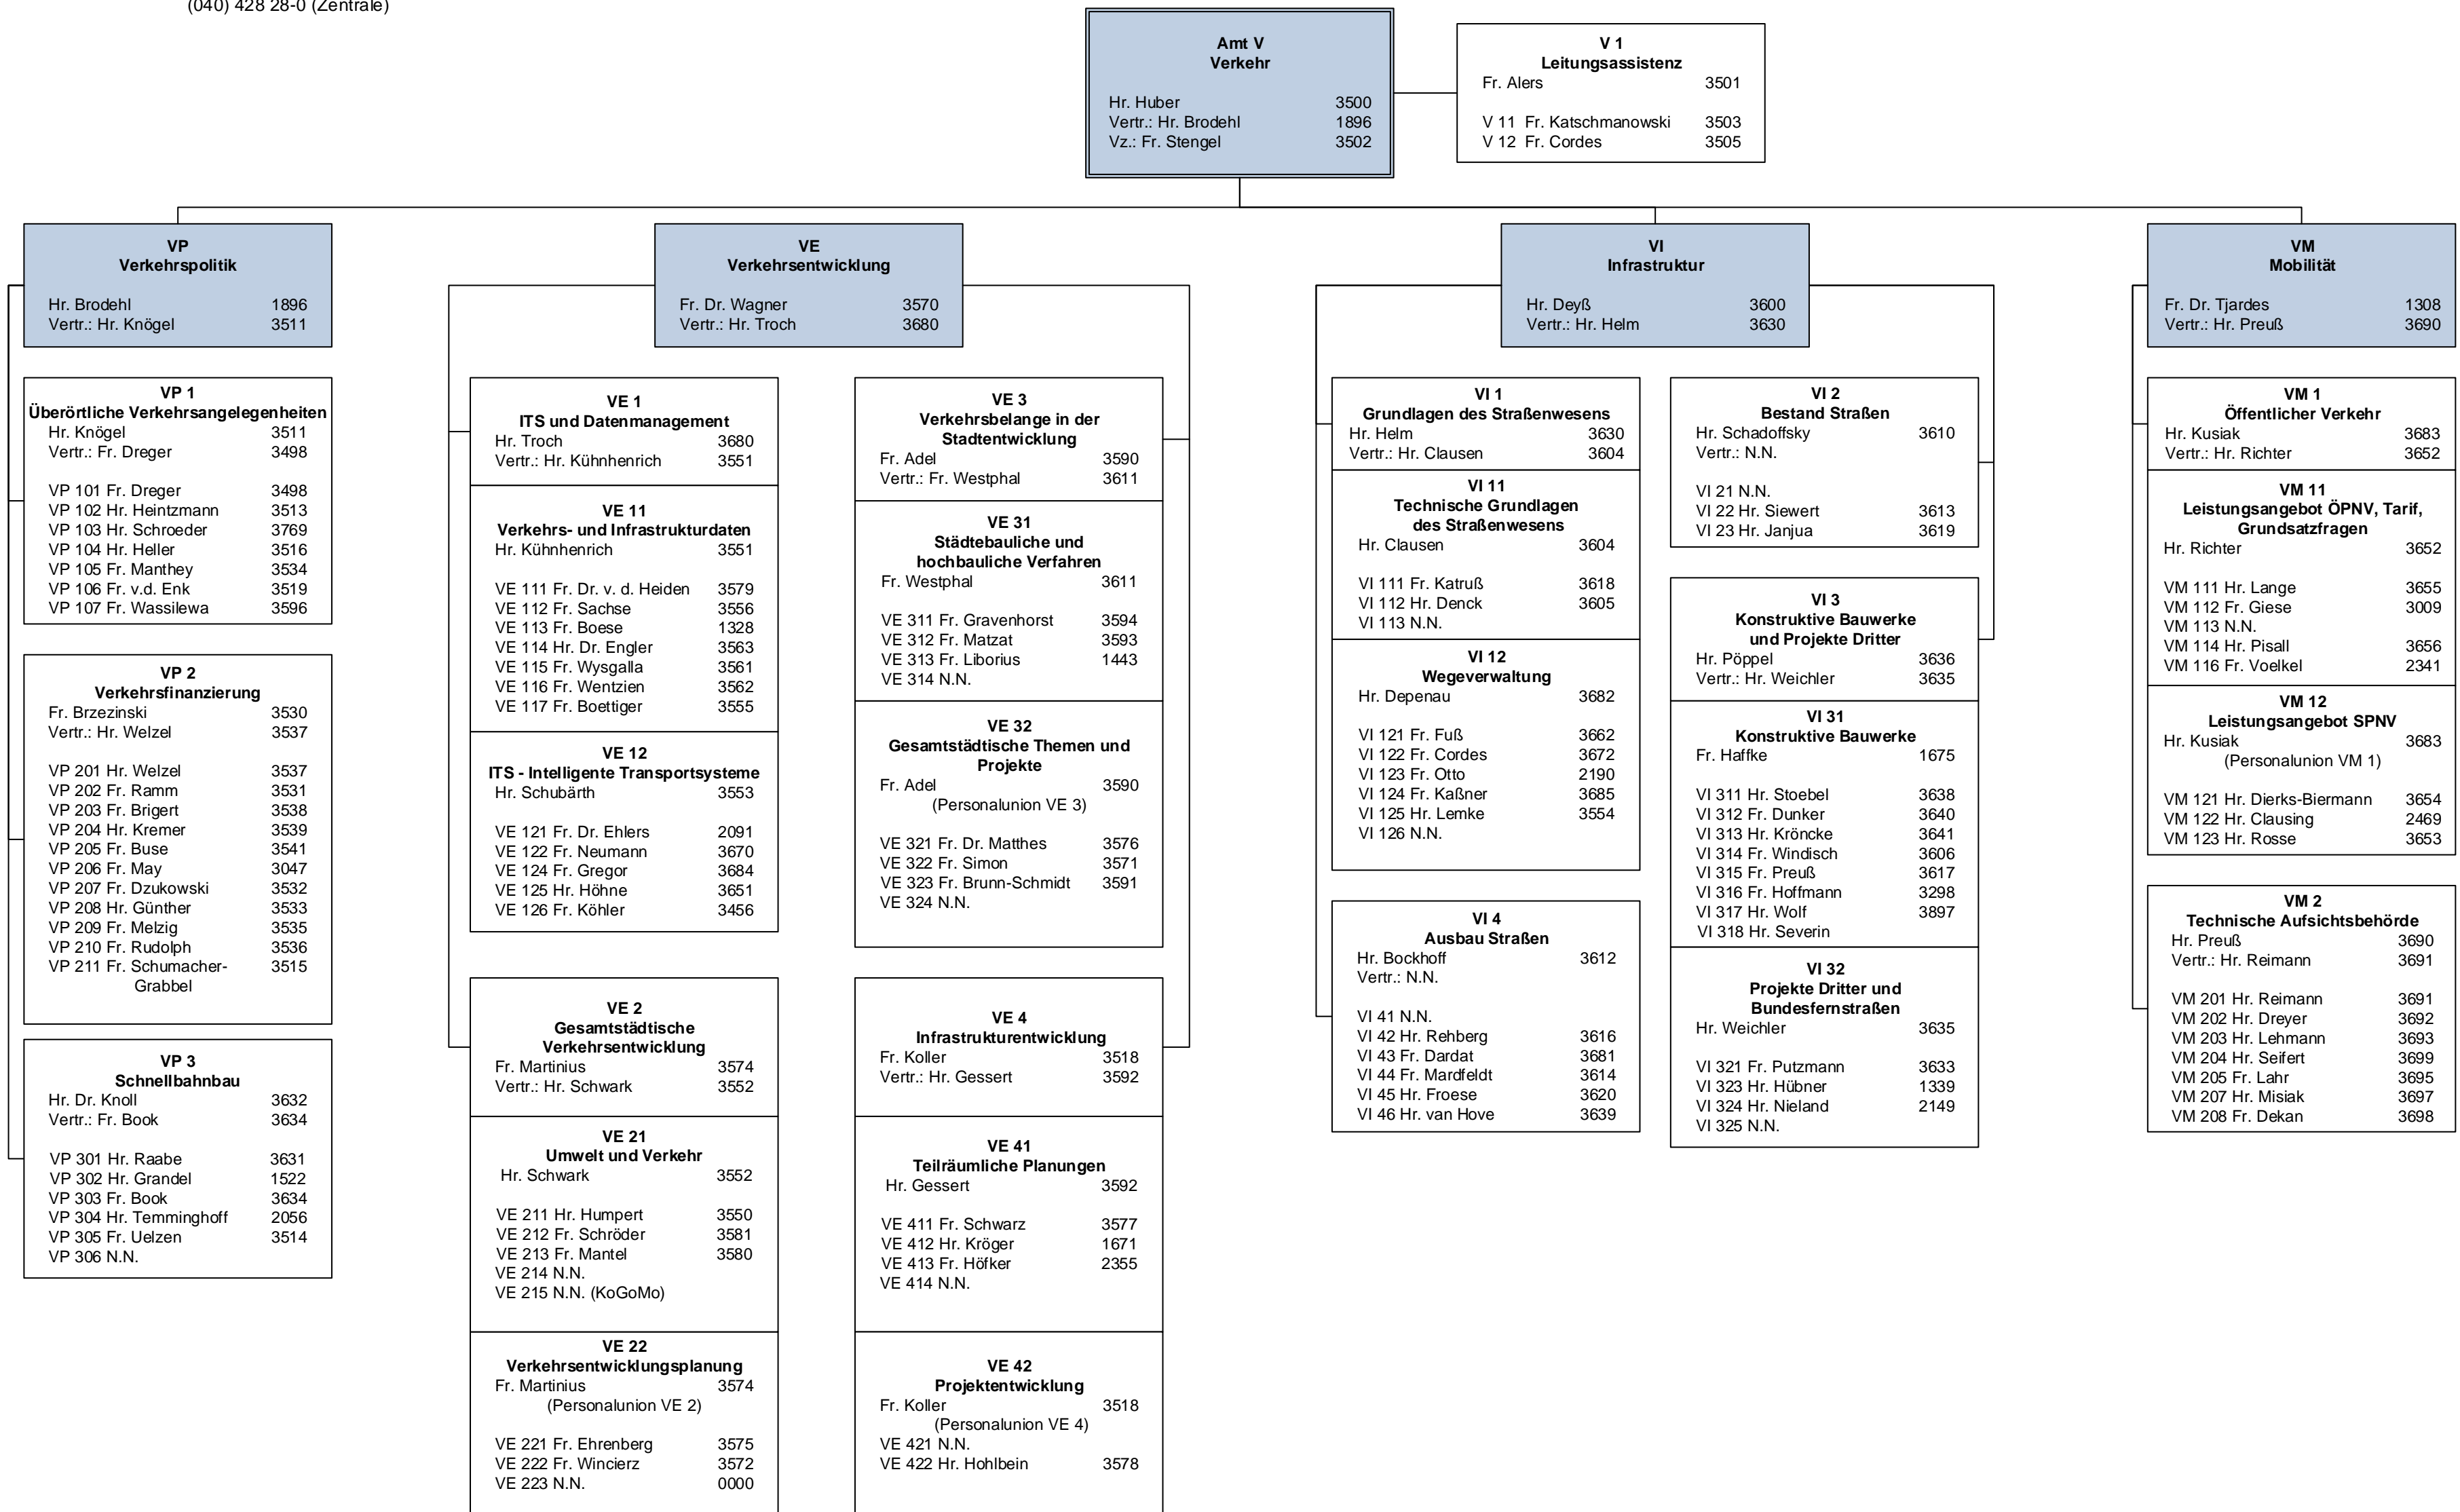 (040) 428 28-0 (Zentrale)
Amt V
Verkehr
Hr. Huber 3500
Vertr.: Hr. Brodehl 1896
Vz.: Fr. Stengel 3502
V 1
Leitungsassistenz
Fr. Alers 3501
V 11 Fr. Katschmanowski 3503
V 12 Fr. Cordes 3505
VP
Verkehrspolitik
Hr. Brodehl 1896
Vertr.: Hr. Knögel 3511
VP 1
Überörtliche Verkehrsangelegenheiten
Hr. Knögel 3511
Vertr.: Fr. Dreger 3498
VP 101 Fr. Dreger 3498
VP 102 Hr. Heintzmann 3513
VP 103 Hr. Schroeder 3769
VP 104 Hr. Heller 3516
VP 105 Fr. Manthey 3534
VP 106 Fr. v.d. Enk 3519
VP 107 Fr. Wassilewa 3596
VP 2
Verkehrsfinanzierung
Fr. Brzezinski 3530
Vertr.: Hr. Welzel 3537
VP 201 Hr. Welzel 3537
VP 202 Fr. Ramm 3531
VP 203 Fr. Brigert 3538
VP 204 Hr. Kremer 3539
VP 205 Fr. Buse 3541
VP 206 Fr. May 3047
VP 207 Fr. Dzukowski 3532
VP 208 Hr. Günther 3533
VP 209 Fr. Melzig 3535
VP 210 Fr. Rudolph 3536
VP 211 Fr. Schumacher- 3515
Grabbel
VP 3
Schnellbahnbau
Hr. Dr. Knoll 3632
Vertr.: Fr. Book 3634
VP 301 Hr. Raabe 3631
VP 302 Hr. Grandel 1522
VP 303 Fr. Book 3634
VP 304 Hr. Temminghoff 2056
VP 305 Fr. Uelzen 3514
VP 306 N.N.
VE
Verkehrsentwicklung
Fr. Dr. Wagner 3570
Vertr.: Hr. Troch 3680
VE 1
ITS und Datenmanagement
Hr. Troch 3680
Vertr.: Hr. Kühnhenrich 3551
VE 11
Verkehrs- und Infrastrukturdaten
Hr. Kühnhenrich 3551
VE 111 Fr. Dr. v. d. Heiden 3579
VE 112 Fr. Sachse 3556
VE 113 Fr. Boese 1328
VE 114 Hr. Dr. Engler 3563
VE 115 Fr. Wysgalla 3561
VE 116 Fr. Wentzien 3562
VE 117 Fr. Boettiger 3555
VE 12
ITS - Intelligente Transportsysteme
Hr. Schubärth 3553
VE 121 Fr. Dr. Ehlers 2091
VE 122 Fr. Neumann 3670
VE 124 Fr. Gregor 3684
VE 125 Hr. Höhne 3651
VE 126 Fr. Köhler 3456
VE 2
Gesamtstädtische
Verkehrsentwicklung
Fr. Martinius 3574
Vertr.: Hr. Schwark 3552
VE 21
Umwelt und Verkehr
Hr. Schwark 3552
VE 211 Hr. Humpert 3550
VE 212 Fr. Schröder 3581
VE 213 Fr. Mantel 3580
VE 214 N.N.
VE 215 N.N. (KoGoMo)
VE 22
Verkehrsentwicklungsplanung
Fr. Martinius 3574
(Personalunion VE 2)
VE 221 Fr. Ehrenberg 3575
VE 222 Fr. Wincierz 3572
VE 223 N.N. 0000
VE 3
Verkehrsbelange in der
Stadtentwicklung
Fr. Adel 3590
Vertr.: Fr. Westphal 3611
VE 31
Städtebauliche und
hochbauliche Verfahren
Fr. Westphal 3611
VE 311 Fr. Gravenhorst 3594
VE 312 Fr. Matzat 3593
VE 313 Fr. Liborius 1443
VE 314 N.N.
VE 32
Gesamtstädtische Themen und
Projekte
Fr. Adel 3590
(Personalunion VE 3)
VE 321 Fr. Dr. Matthes 3576
VE 322 Fr. Simon 3571
VE 323 Fr. Brunn-Schmidt 3591
VE 324 N.N.
VE 4
Infrastrukturentwicklung
Fr. Koller 3518
Vertr.: Hr. Gessert 3592
VE 41
Teilräumliche Planungen
Hr. Gessert 3592
VE 411 Fr. Schwarz 3577
VE 412 Hr. Kröger 1671
VE 413 Fr. Höfker 2355
VE 414 N.N.
VE 42
Projektentwicklung
Fr. Koller 3518
(Personalunion VE 4)
VE 421 N.N.
VE 422 Hr. Hohlbein 3578
VI
Infrastruktur
Hr. Deyß 3600
Vertr.: Hr. Helm 3630
VI 1
Grundlagen des Straßenwesens
Hr. Helm 3630
Vertr.: Hr. Clausen 3604
VI 11
Technische Grundlagen
des Straßenwesens
Hr. Clausen 3604
VI 111 Fr. Katruß 3618
VI 112 Hr. Denck 3605
VI 113 N.N.
VI 12
Wegeverwaltung
Hr. Depenau 3682
VI 121 Fr. Fuß 3662
VI 122 Fr. Cordes 3672
VI 123 Fr. Otto 2190
VI 124 Fr. Kaßner 3685
VI 125 Hr. Lemke 3554
VI 126 N.N.
VI 4
Ausbau Straßen
Hr. Bockhoff 3612
Vertr.: N.N.
VI 41 N.N.
VI 42 Hr. Rehberg 3616
VI 43 Fr. Dardat 3681
VI 44 Fr. Mardfeldt 3614
VI 45 Hr. Froese 3620
VI 46 Hr. van Hove 3639
VI 2
Bestand Straßen
Hr. Schadoffsky 3610
Vertr.: N.N.
VI 21 N.N.
VI 22 Hr. Siewert 3613
VI 23 Hr. Janjua 3619
VI 3
Konstruktive Bauwerke
und Projekte Dritter
Hr. Pöppel 3636
Vertr.: Hr. Weichler 3635
VI 31
Konstruktive Bauwerke
Fr. Haffke 1675
VI 311 Hr. Stoebel 3638
VI 312 Fr. Dunker 3640
VI 313 Hr. Kröncke 3641
VI 314 Fr. Windisch 3606
VI 315 Fr. Preuß 3617
VI 316 Fr. Hoffmann 3298
VI 317 Hr. Wolf 3897
VI 318 Hr. Severin
VI 32
Projekte Dritter und
Bundesfernstraßen
Hr. Weichler 3635
VI 321 Fr. Putzmann 3633
VI 323 Hr. Hübner 1339
VI 324 Hr. Nieland 2149
VI 325 N.N.
VM
Mobilität
Fr. Dr. Tjardes 1308
Vertr.: Hr. Preuß 3690
VM 1
Öffentlicher Verkehr
Hr. Kusiak 3683
Vertr.: Hr. Richter 3652
VM 11
Leistungsangebot ÖPNV, Tarif,
Grundsatzfragen
Hr. Richter 3652
VM 111 Hr. Lange 3655
VM 112 Fr. Giese 3009
VM 113 N.N.
VM 114 Hr. Pisall 3656
VM 116 Fr. Voelkel 2341
VM 12
Leistungsangebot SPNV
Hr. Kusiak 3683
(Personalunion VM 1)
VM 121 Hr. Dierks-Biermann 3654
VM 122 Hr. Clausing 2469
VM 123 Hr. Rosse 3653
VM 2
Technische Aufsichtsbehörde
Hr. Preuß 3690
Vertr.: Hr. Reimann 3691
VM 201 Hr. Reimann 3691
VM 202 Hr. Dreyer 3692
VM 203 Hr. Lehmann 3693
VM 204 Hr. Seifert 3699
VM 205 Fr. Lahr 3695
VM 207 Hr. Misiak 3697
VM 208 Fr. Dekan 3698